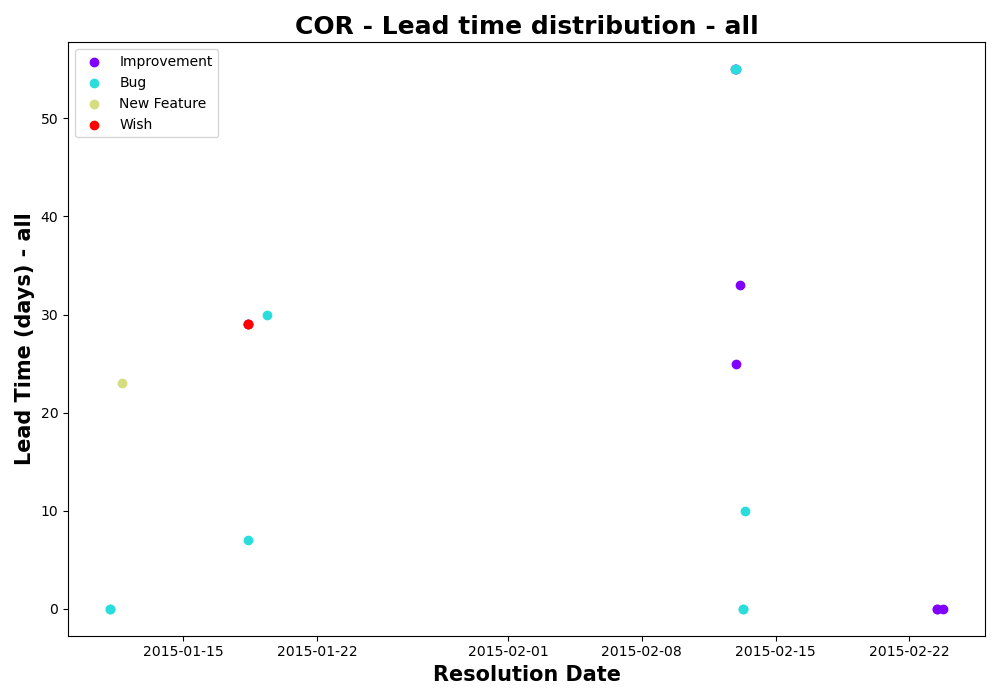 COR - Lead time distribution - all
Improvement
Bug
New Feature
Wish
Lead Time (days) - all
50
40
30
20
10
0
2015-01-15
2015-01-22
2015-02-01
2015-02-08
2015-02-15
2015-02-22
Resolution Date